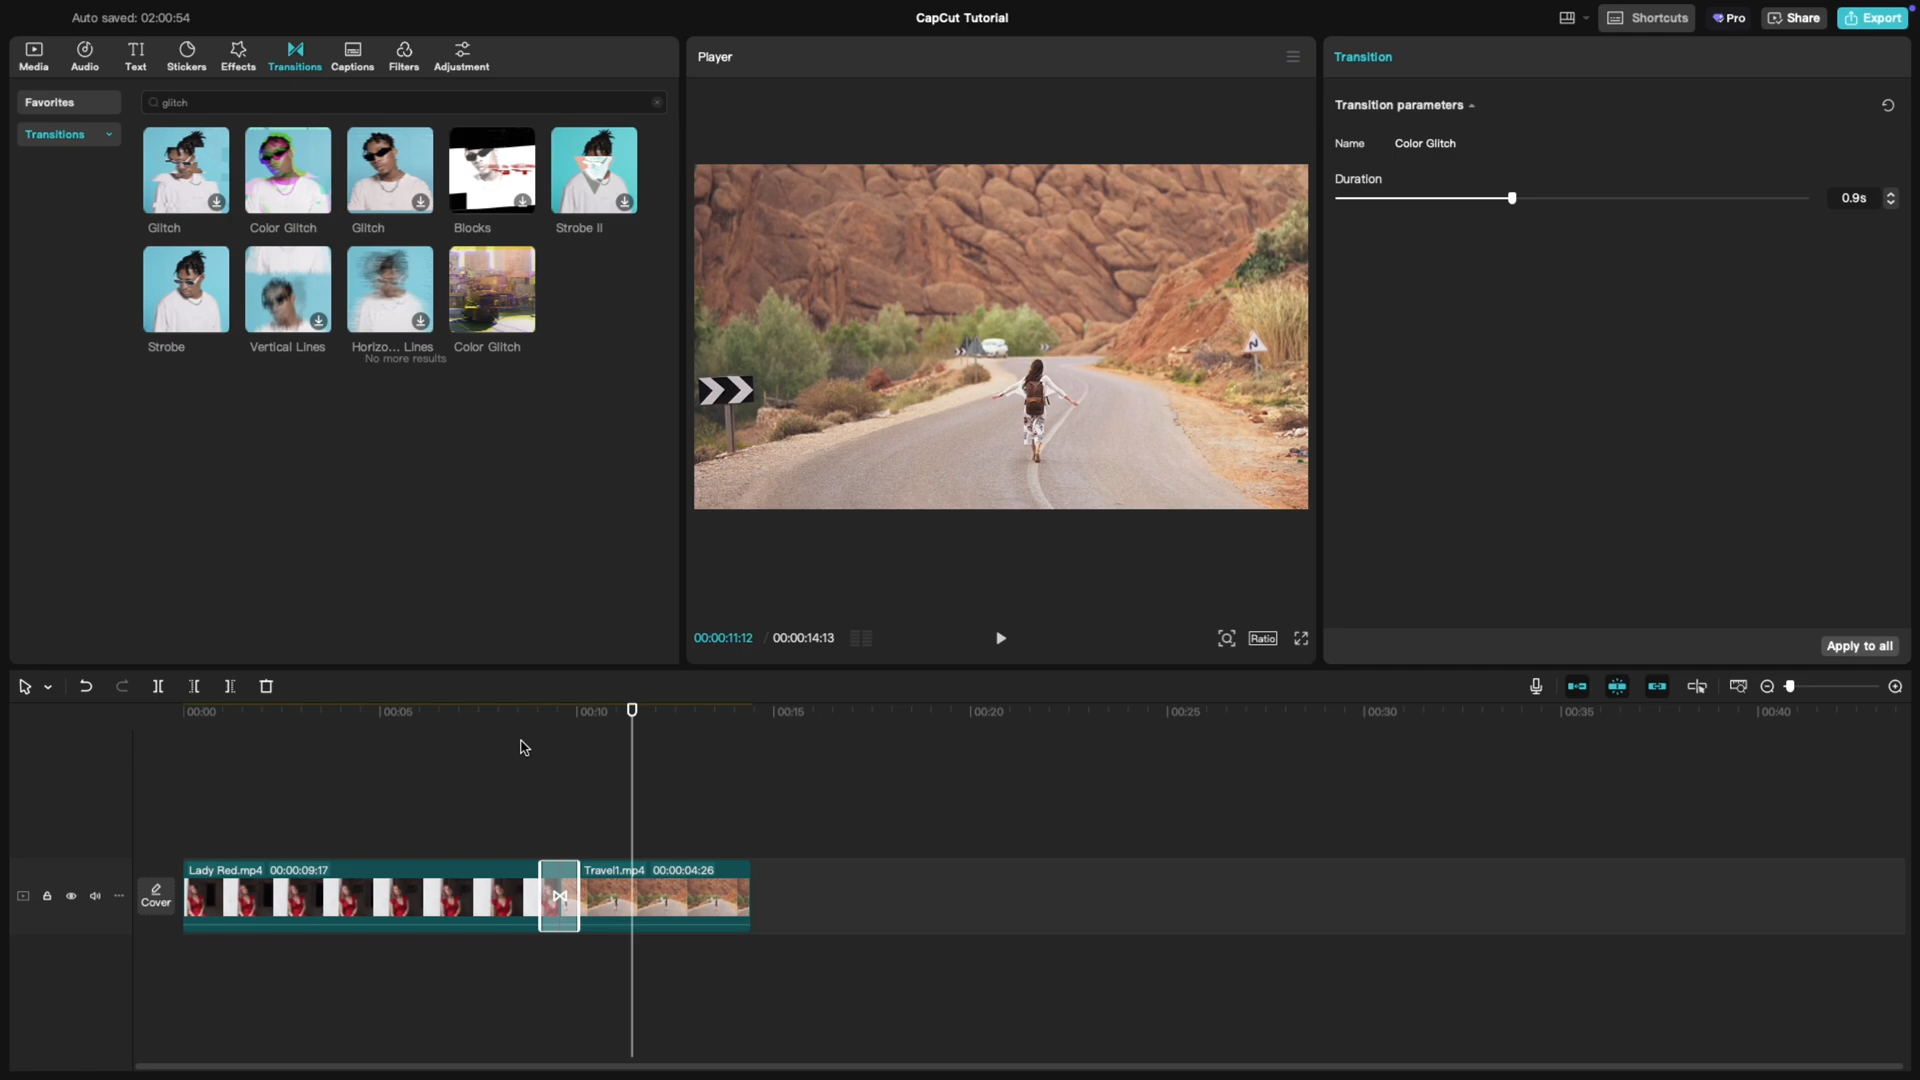 Auto saved: 02:00:54
CapCut Tutorial
Shortcuts
Pro
Share
Export
Media
Audio
TI
Text
Stickers
Effects
Transitions
Captions
Filters
Adjustment
Favorites
Transitions
glitch
Glitch
Color Glitch
Glitch
Blocks
Strobe II
Strobe
Vertical Lines
Horizo... Lines
Color Glitch
No more results
Player
00:00:11:12 / 00:00:14:13
Ratio
Transition
Transition parameters
Name Color Glitch
Duration
0.9s
Apply to all
00:00
00:05
00:10
00:15
00:20
00:25
00:30
00:35
00:40
Cover
Lady Red.mp4 00:00:09:17
Travel1.mp4 00:00:04:26